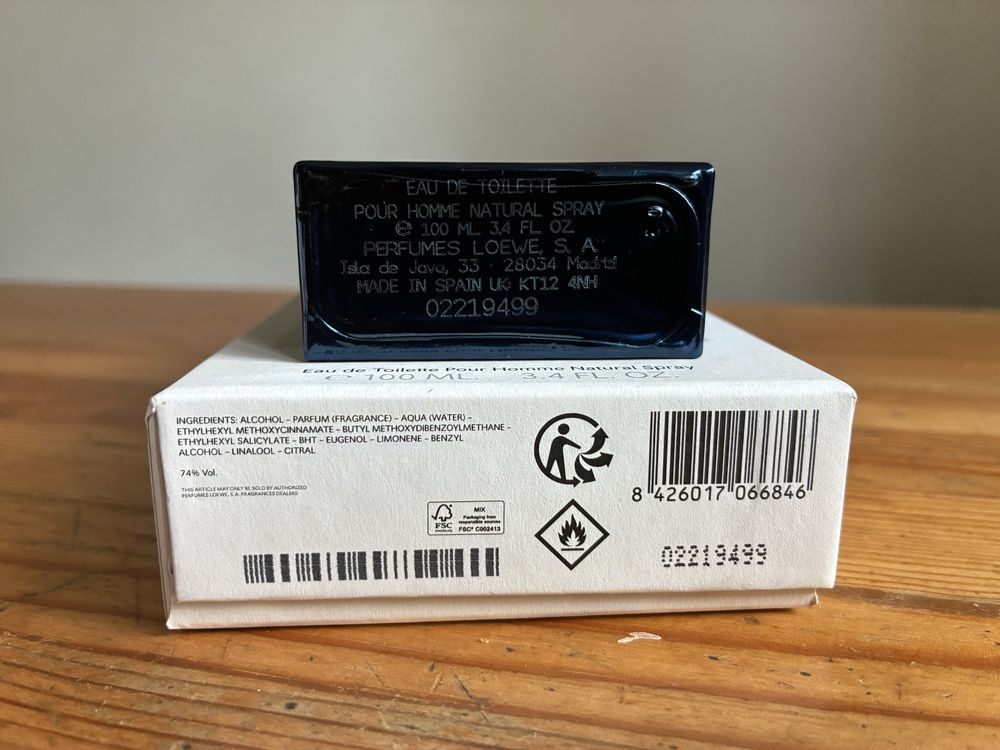 EAU DE TOILETTE
POUR HOMME NATURAL SPRAY
℮ 100 ML. 3.4 FL. OZ.
PERFUMES LOEWE, S. A.
Isla de Java, 33 · 28034 Madrid
MADE IN SPAIN UK: KT12 4NH
02219499
Eau de Toilette Pour Homme Natural Spray
℮ 100 ML. 3.4 FL. OZ.
INGREDIENTS: ALCOHOL - PARFUM (FRAGRANCE) - AQUA (WATER) -
ETHYLHEXYL METHOXYCINNAMATE - BUTYL METHOXYDIBENZOYLMETHANE -
ETHYLHEXYL SALICYLATE - BHT - EUGENOL - LIMONENE - BENZYL
ALCOHOL - LINALOOL - CITRAL
74% Vol.
THIS ARTICLE MAY ONLY BE SOLD BY AUTHORIZED
PERFUMES LOEWE, S.A. FRAGRANCES DEALERS
FSC
MIX
Packaging from
responsible sources
FSC® C002413
8 426017 066846
02219499